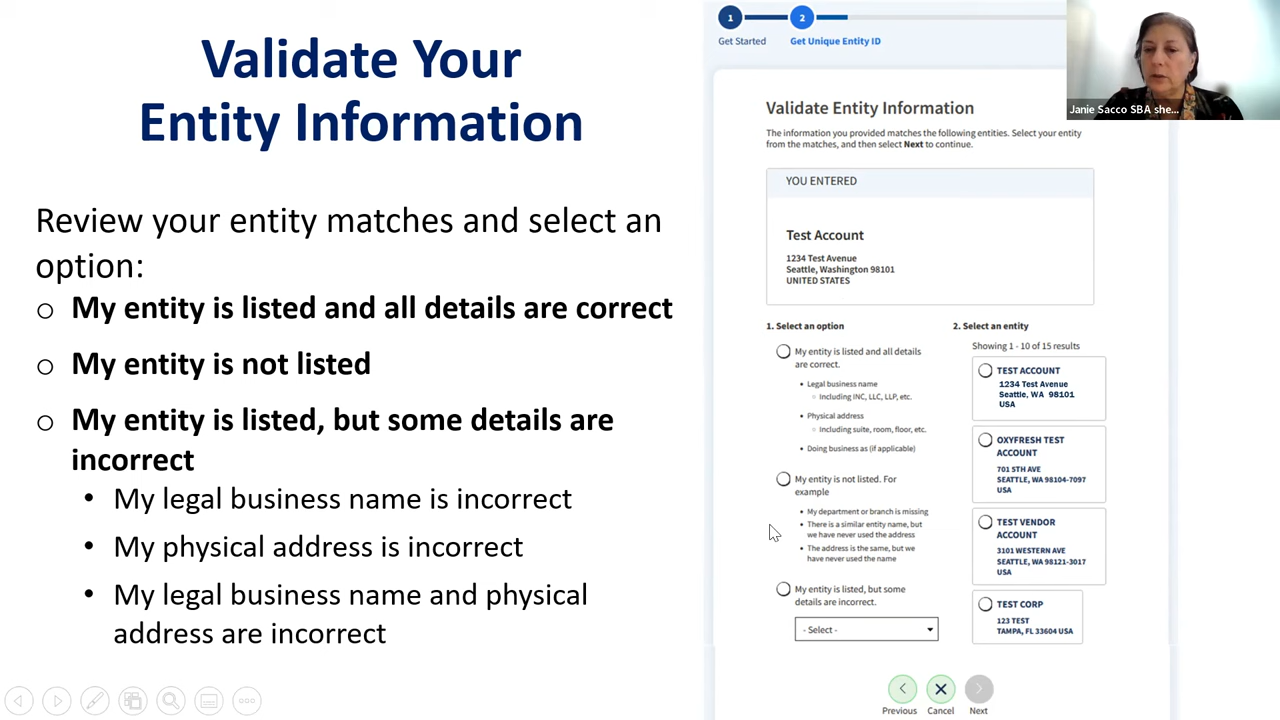 Validate Your
Entity Information
Review your entity matches and select an
option:
o My entity is listed and all details are correct
o My entity is not listed
o My entity is listed, but some details are
incorrect
• My legal business name is incorrect
• My physical address is incorrect
• My legal business name and physical
address are incorrect
1
2
Get Started
Get Unique Entity ID
Janie Sacco SBA she...
Validate Entity Information
The information you provided matches the following entities. Select your entity
from the matches, and then select Next to continue.
YOU ENTERED
Test Account
1234 Test Avenue
Seattle, Washington 98101
UNITED STATES
1. Select an option
My entity is listed and all details
are correct.
• Legal business name
Including INC, LLC, LLP, etc.
• Physical address
Including suite, room, floor, etc.
• Doing business as (if applicable)
My entity is not listed. For
example
• My department or branch is missing
• There is a similar entity name, but
we have never used the address
• The address is the same, but we
have never used the name
My entity is listed, but some
details are incorrect.
- Select -
2. Select an entity
Showing 1 - 10 of 15 results
TEST ACCOUNT
1234 Test Avenue
Seattle, WA 98101
USA
OXYFRESH TEST
ACCOUNT
701 5TH AVE
SEATTLE, WA 98104-7097
USA
TEST VENDOR
ACCOUNT
3101 WESTERN AVE
SEATTLE, WA 98121-3017
USA
TEST CORP
123 TEST
TAMPA, FL 33604 USA
Previous
Cancel
Next